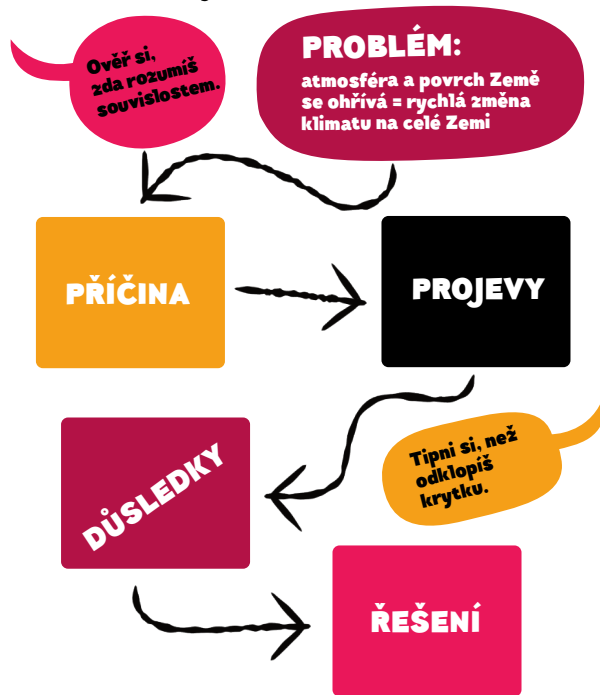 Ověř si,
zda rozumíš
souvislostem.
PROBLÉM:
atmosféra a povrch Země
se ohřívá = rychlá změna
klimatu na celé Zemi
PŘÍČINA
PROJEVY
DŮSLEDKY
Tipni si, než
odklopíš
krytku.
ŘEŠENÍ